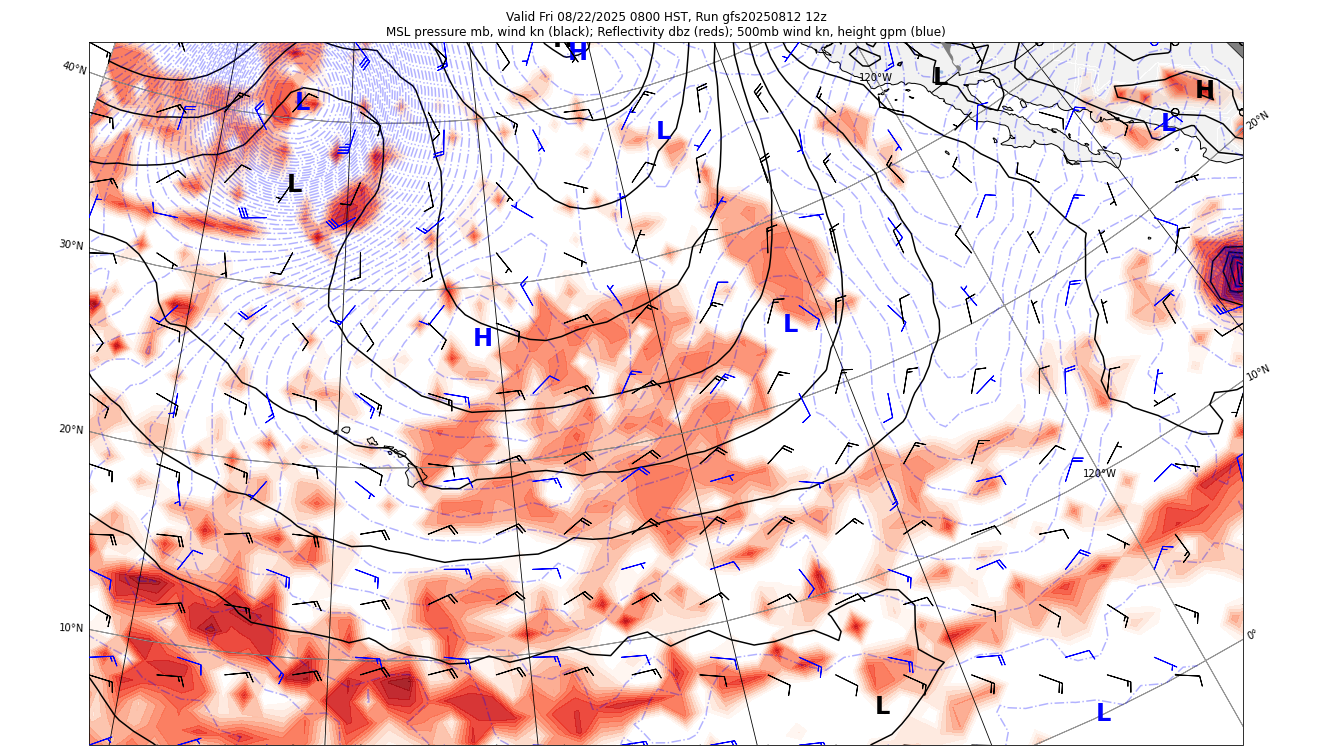 Valid Fri 08/22/2025 0800 HST, Run gfs20250812 12z
MSL pressure mb, wind kn (black); Reflectivity dbz (reds); 500mb wind kn, height gpm (blue)
H
40°N
120°W
L
H
L
L
L
20°N
L
30°N
L
H
10°N
20°N
120°W
10°N
0°
L
L